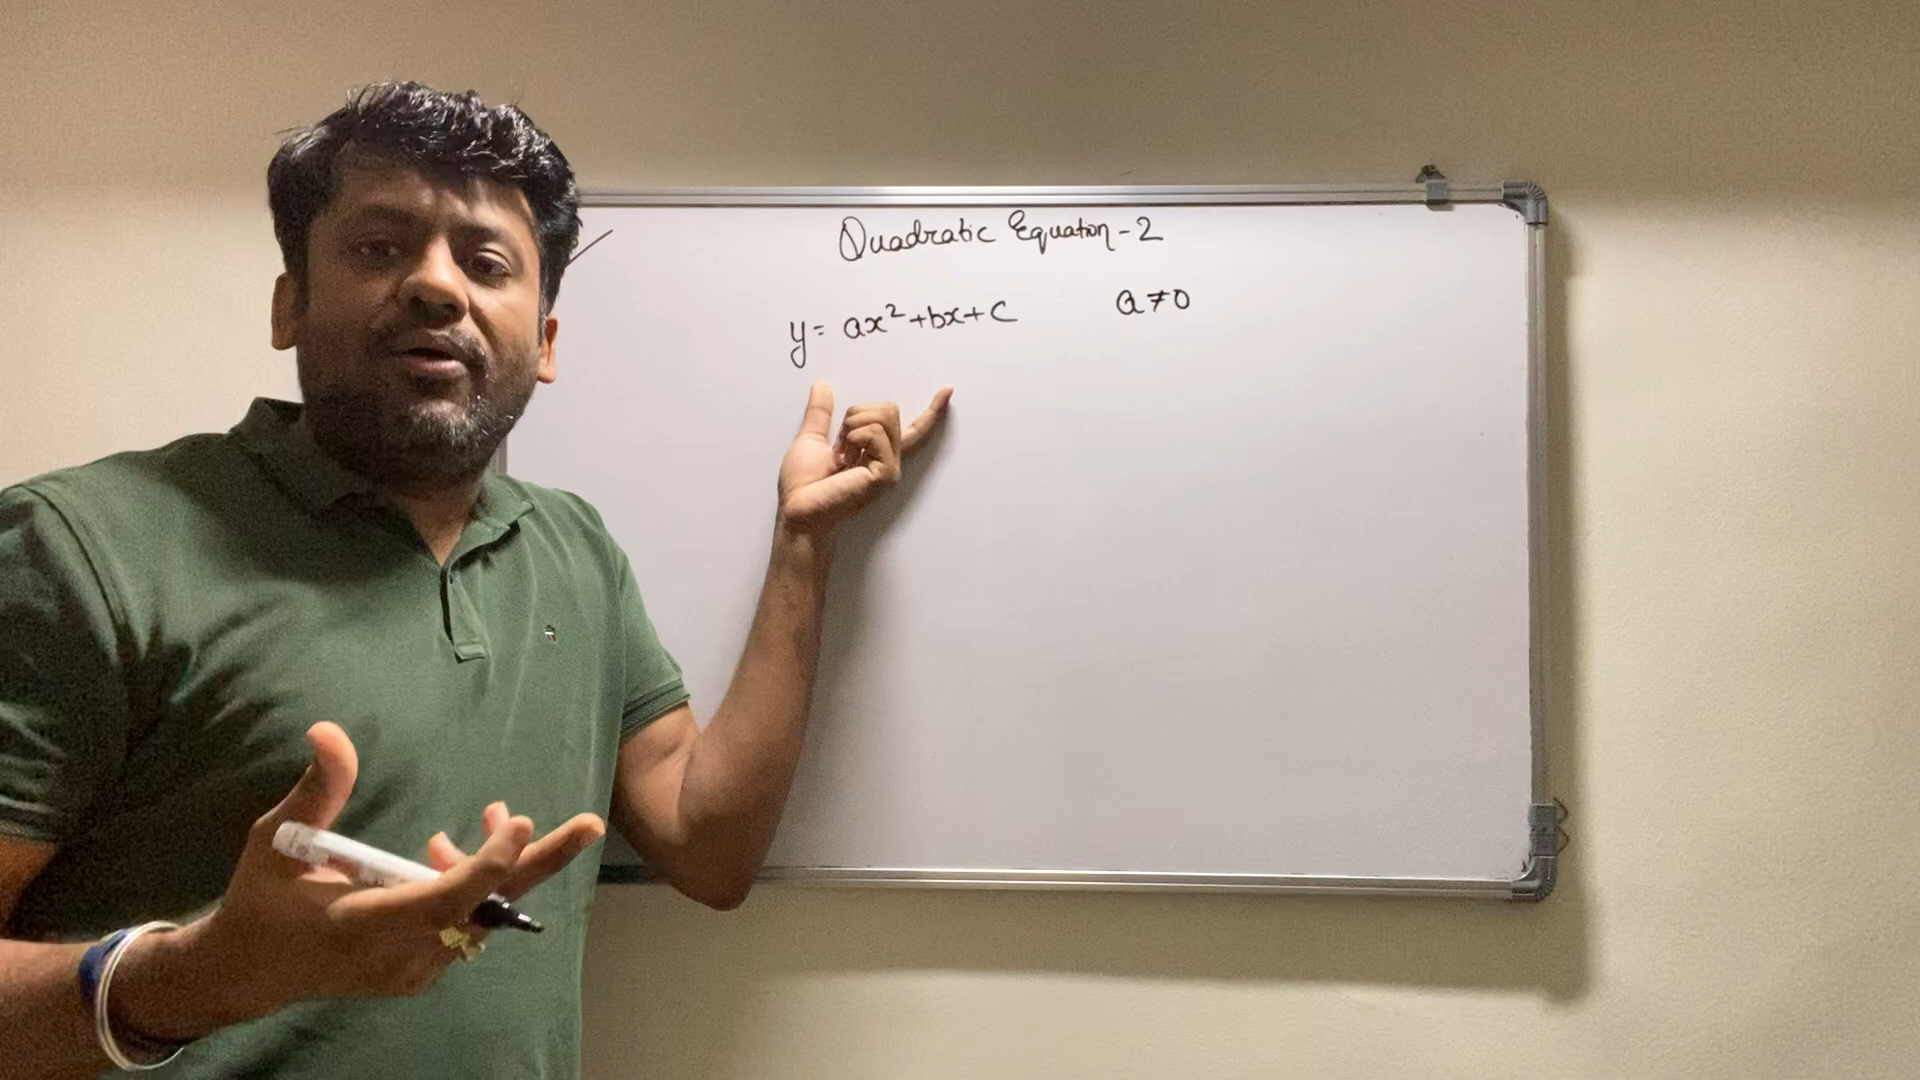 Quadratic Equation-2
y= ax²+bx+c a≠0